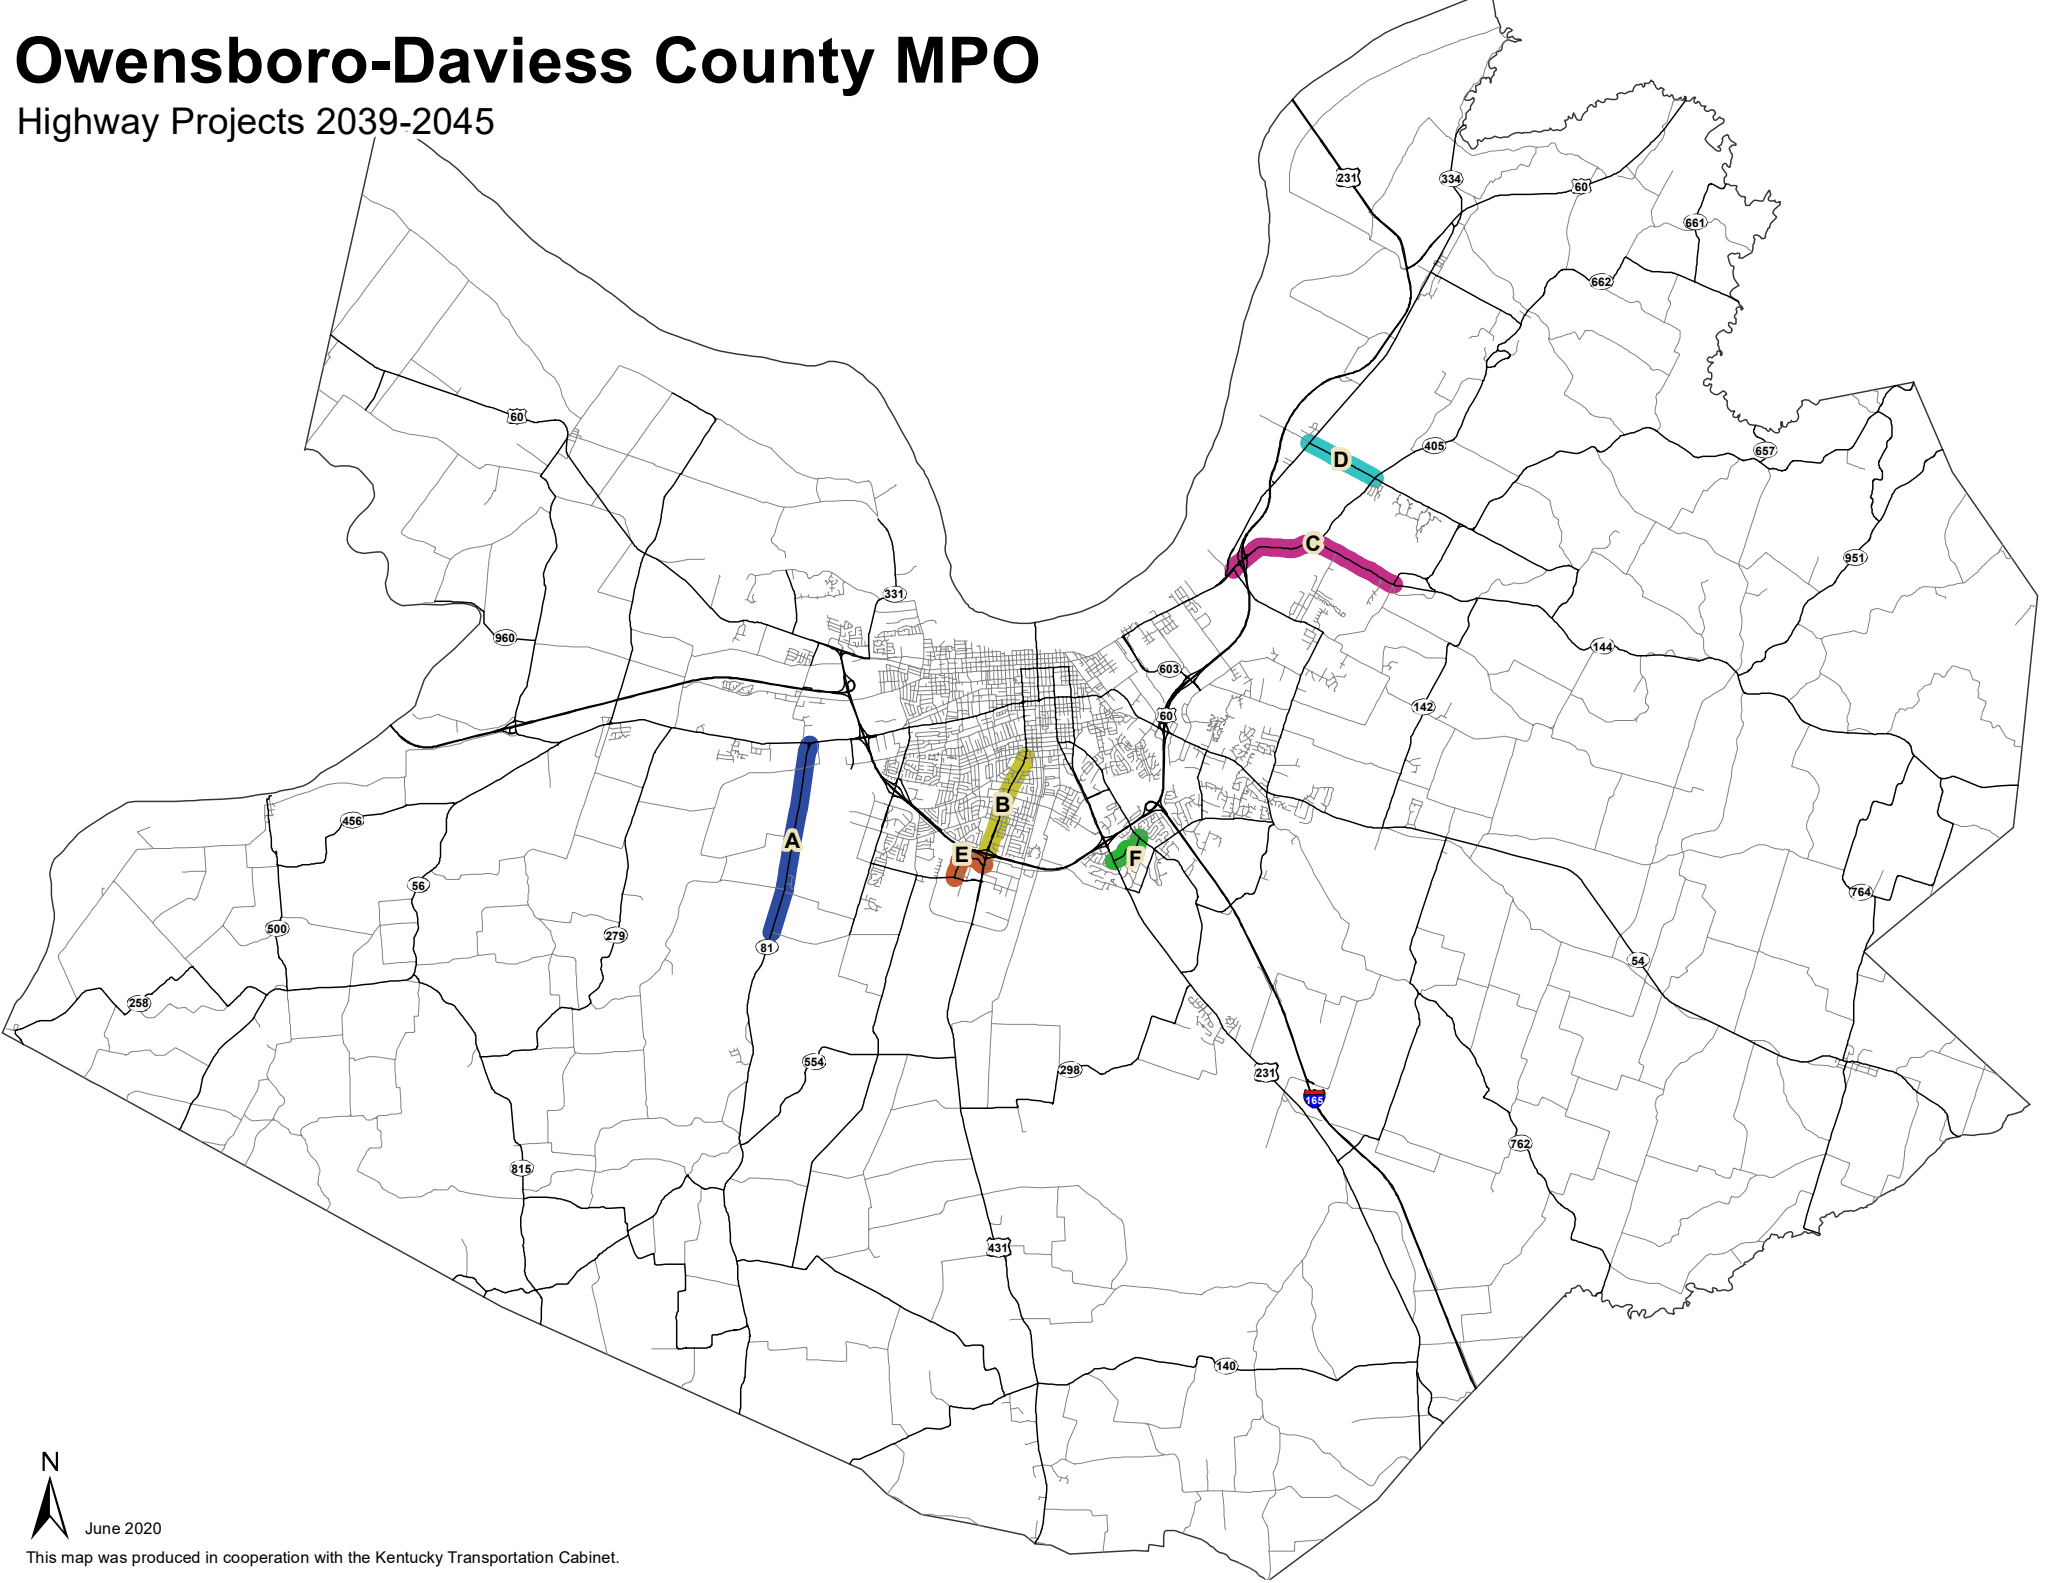 Owensboro-Daviess County MPO
Highway Projects 2039-2045
231
334
60
661
662
60
405
657
D
C
951
331
960
144
603
142
60
A
B
456
E
F
56
764
500
279
81
54
258
554
298
231
165
762
815
431
140
N
June 2020
This map was produced in cooperation with the Kentucky Transportation Cabinet.